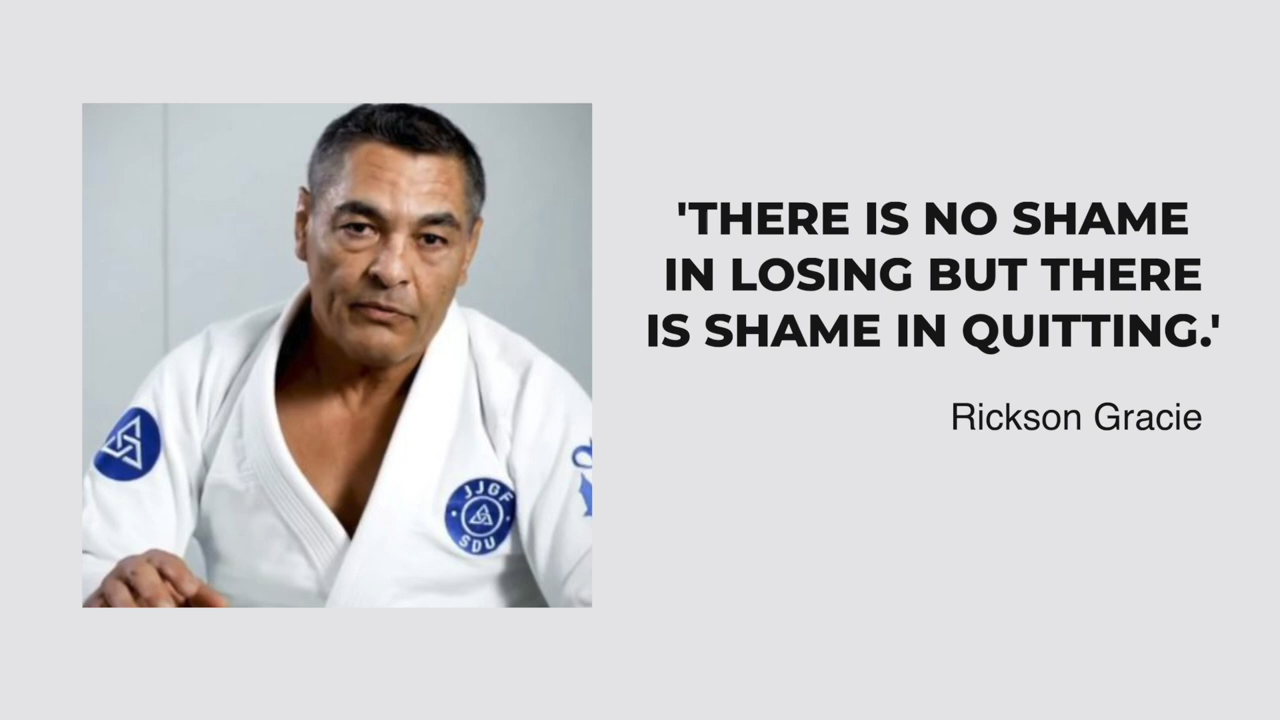 'THERE IS NO SHAME
IN LOSING BUT THERE
IS SHAME IN QUITTING.'
Rickson Gracie
JJGF
SDU